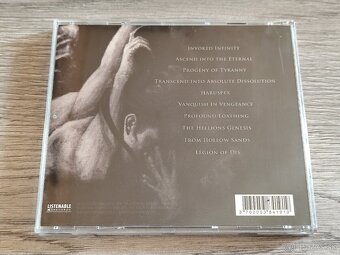 Invoked Infinity
Ascend into the Eternal
Progeny of Tyranny
Transcend into Absolute Dissolution
Haruspex
Vanquish in Vengeance
Profound Loathing
The Hellions Genesis
From Hollow Sands
Legion of Dis
LISTENABLE